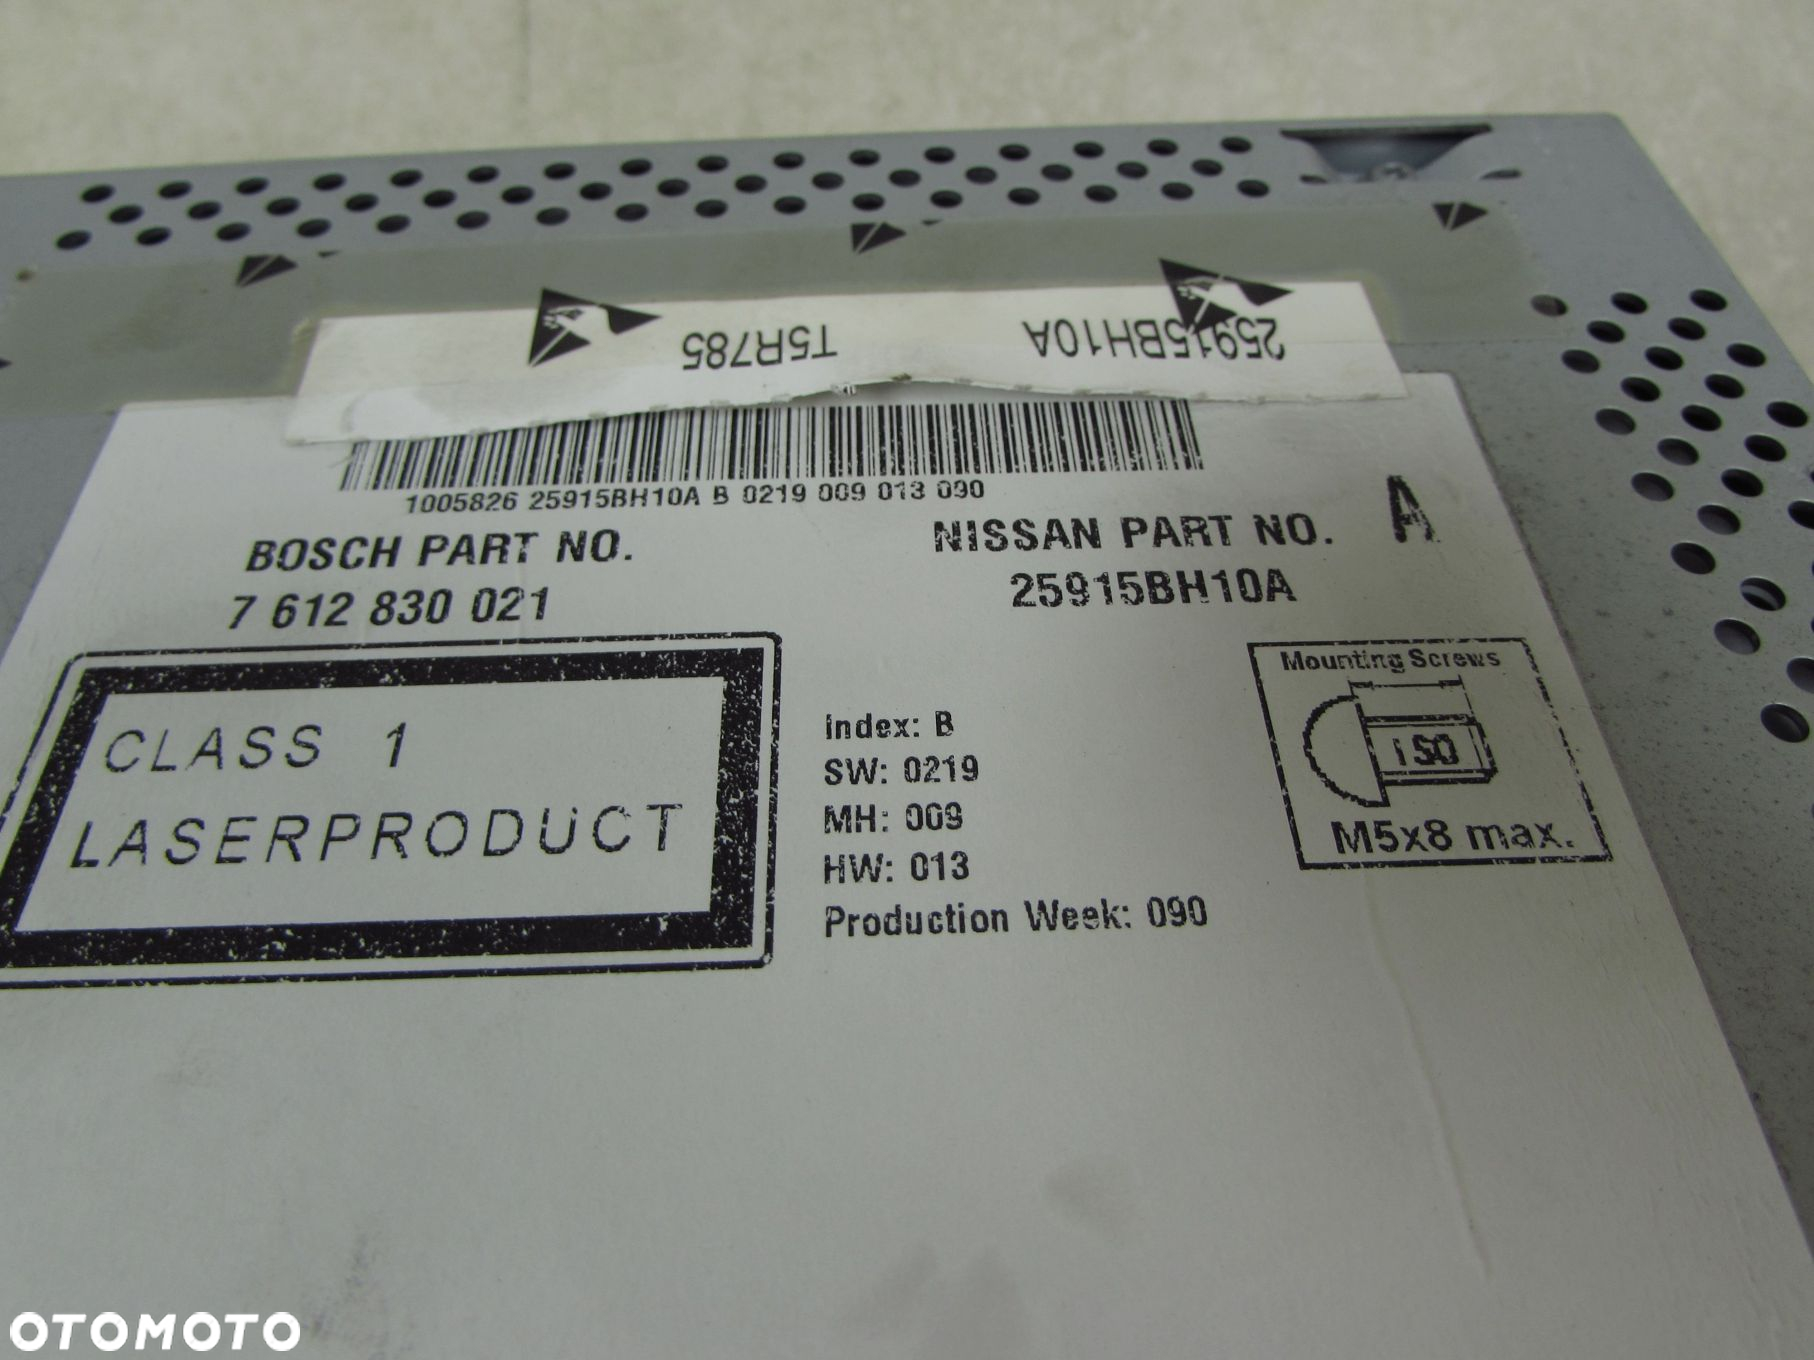 25915BH10A T5R785
1005826 25915BH10A B 0219 009 013 090
BOSCH PART NO.
7 612 830 021
NISSAN PART NO. A
25915BH10A
CLASS 1
LASERPRODUCT
Index: B
SW: 0219
MH: 009
HW: 013
Production Week: 090
Mounting Screws
ISO
M5x8 max.
OTOMOTO